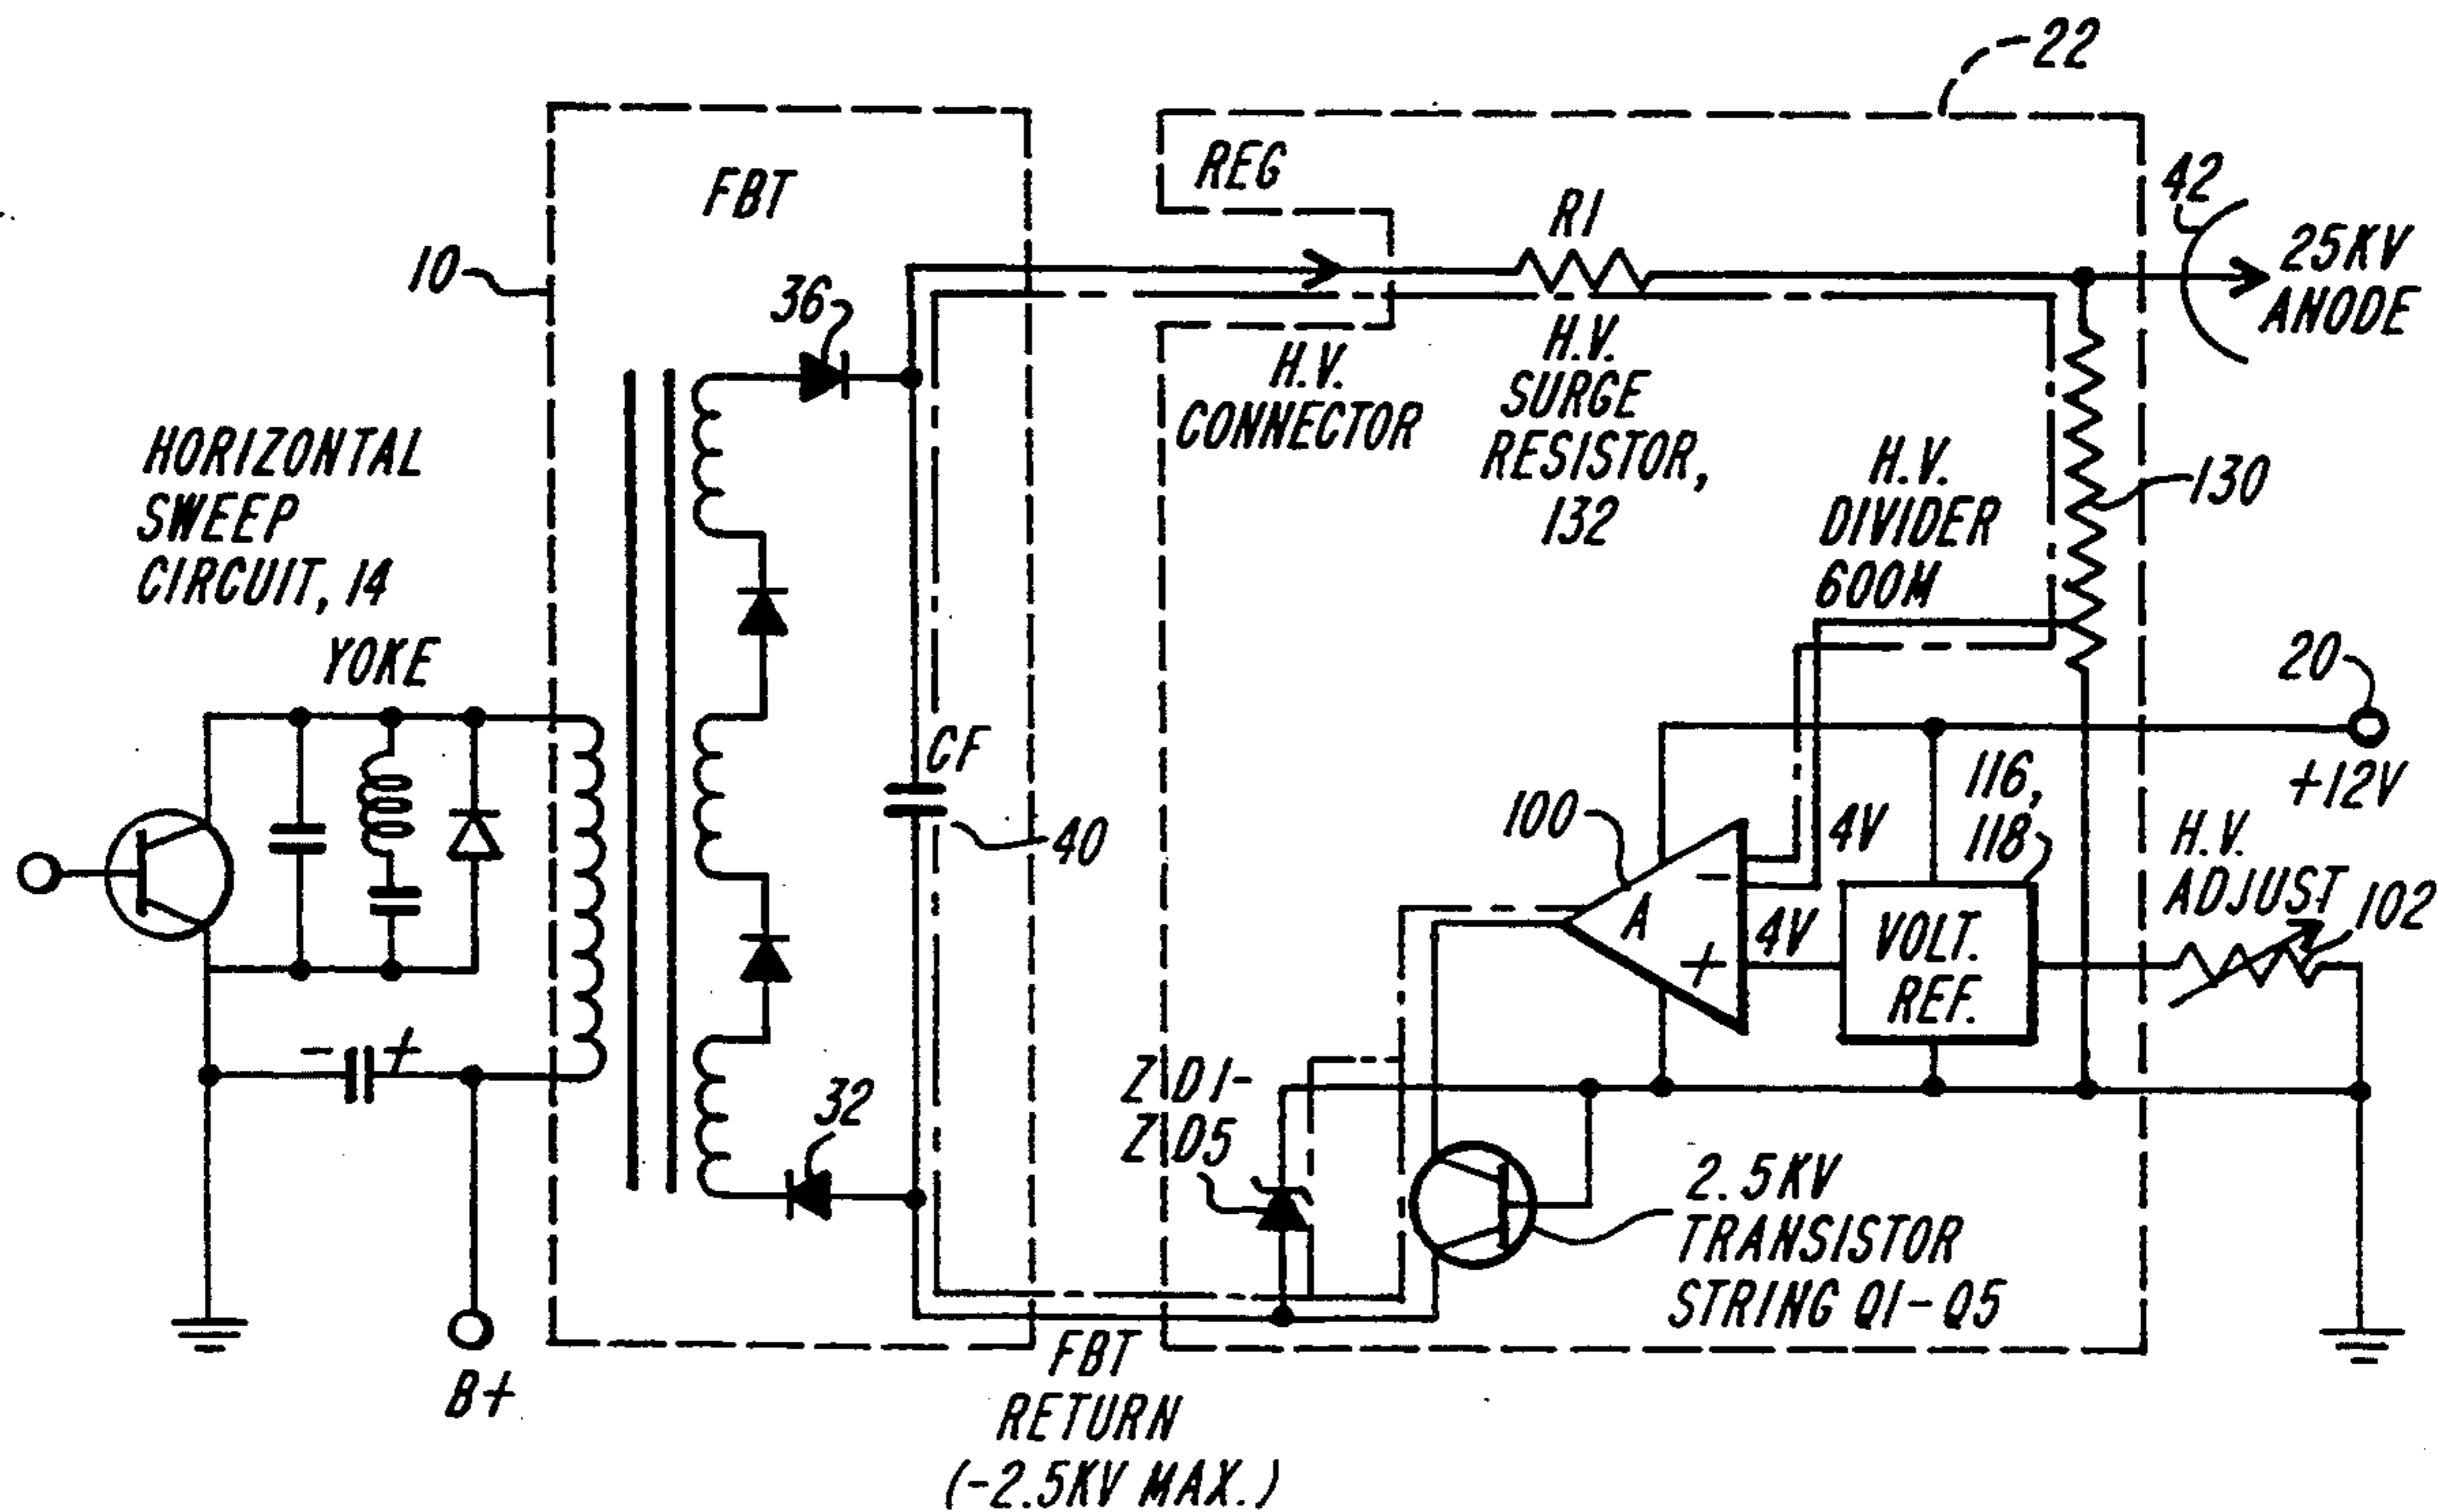 22
FBT
REG
10
36
R1
42
25KV
ANODE
H.V.
CONNECTOR
H.V.
SURGE
RESISTOR,
132
HORIZONTAL
SWEEP
CIRCUIT, 14
YOKE
H.V.
DIVIDER
600M
130
20
+12V
CF
40
100
4V
116,
118
H.V.
ADJUST
102
A
-
+
4V
VOLT.
REF.
- +
32
ZD1-
ZD5
2.5KV
TRANSISTOR
STRING Q1-Q5
B+
FBT
RETURN
(-2.5KV MAX.)